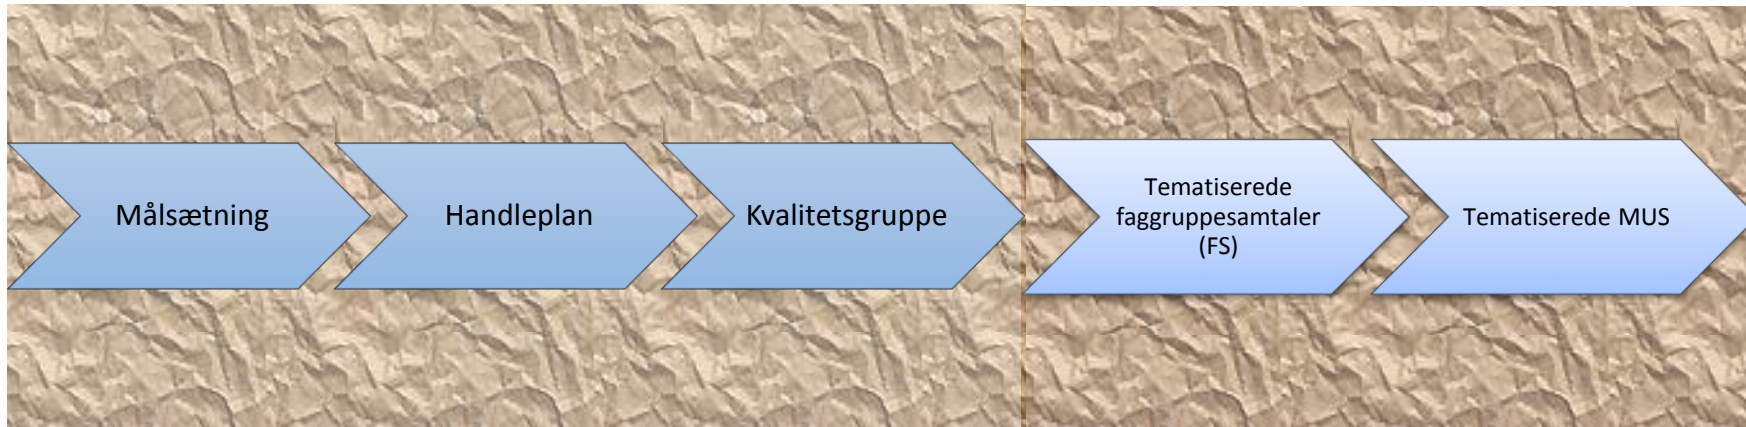 Målsætning
Handleplan
Kvalitetsgruppe
Tematiserede
faggruppesamtaler
(FS)
Tematiserede MUS